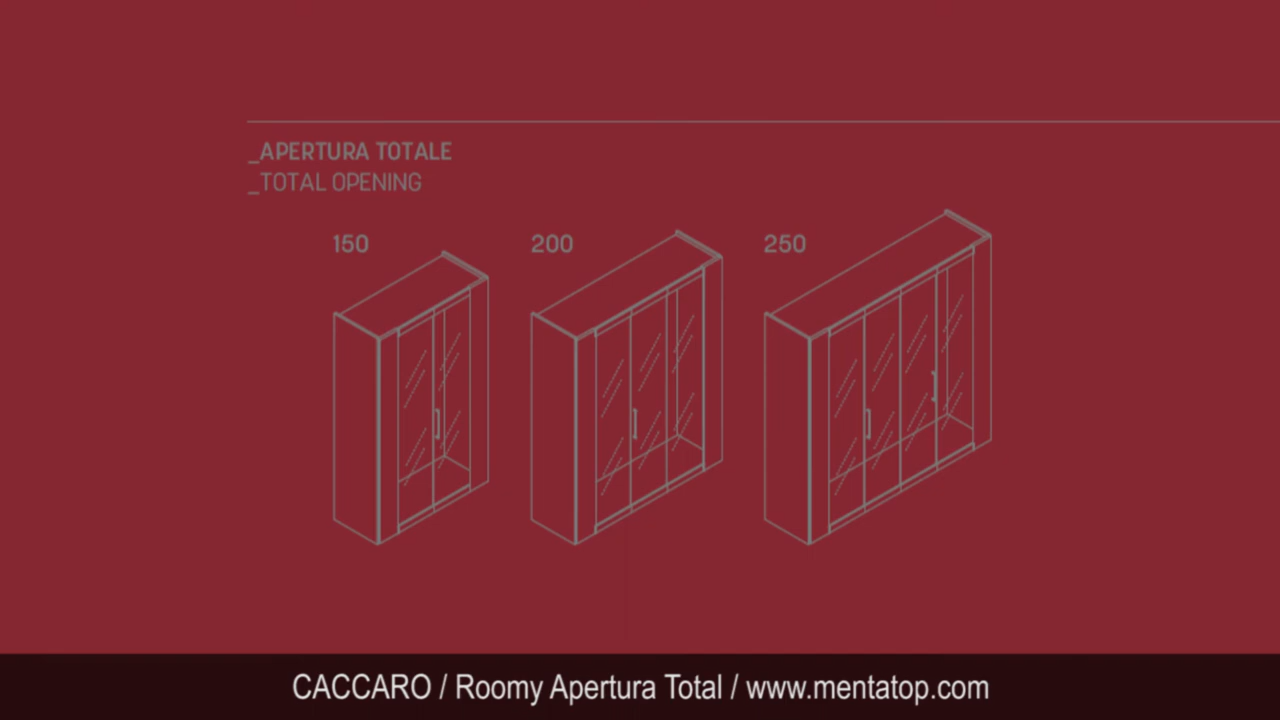 _APERTURA TOTALE
_TOTAL OPENING
150
200
250
CACCARO / Roomy Apertura Total / www.mentatop.com